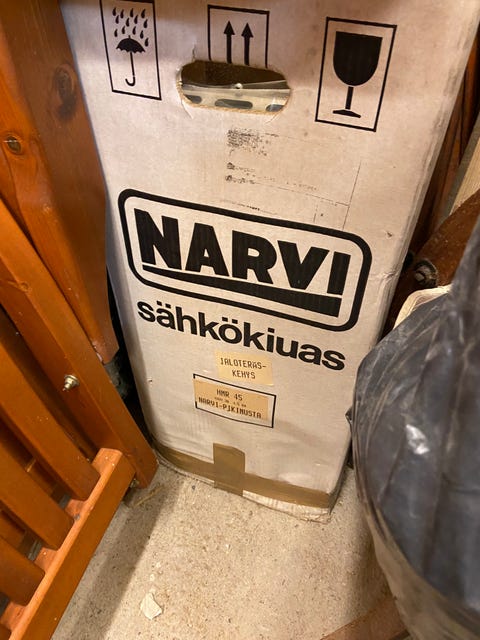 NARVI
sähkökiuas
JALOTERÄS-
KEHYS
NMR 45
NARVI-PIKINUSTA